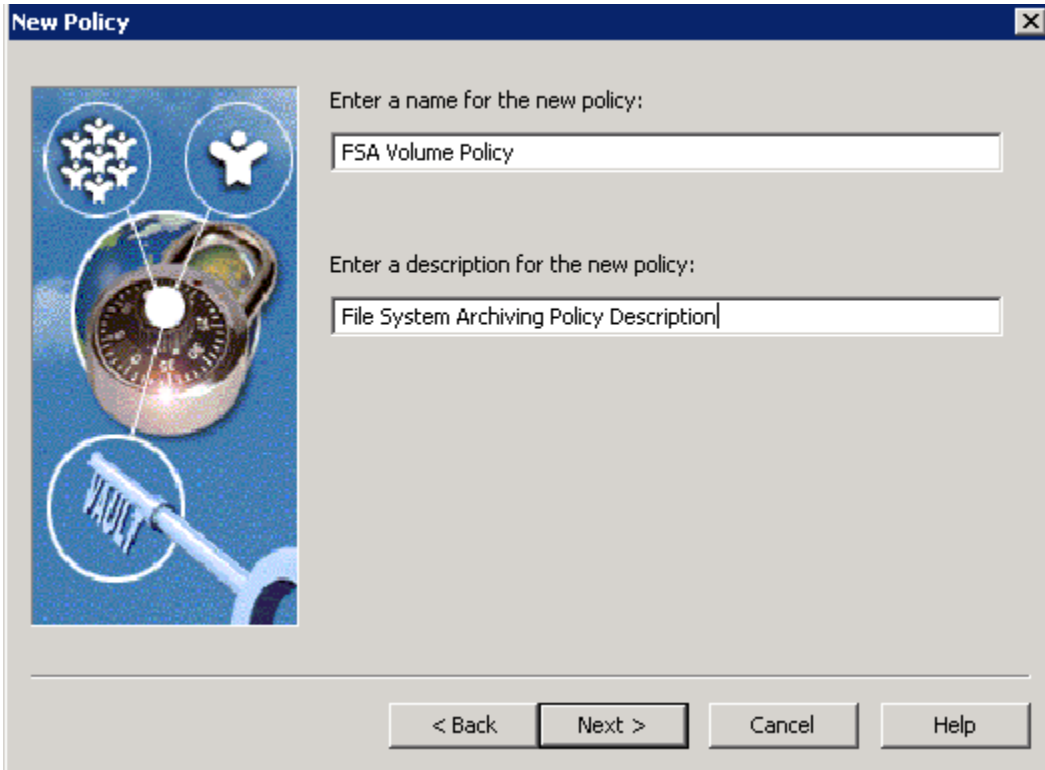 New Policy
Enter a name for the new policy:
FSA Volume Policy
Enter a description for the new policy:
File System Archiving Policy Description
VAULT
< Back
Next >
Cancel
Help